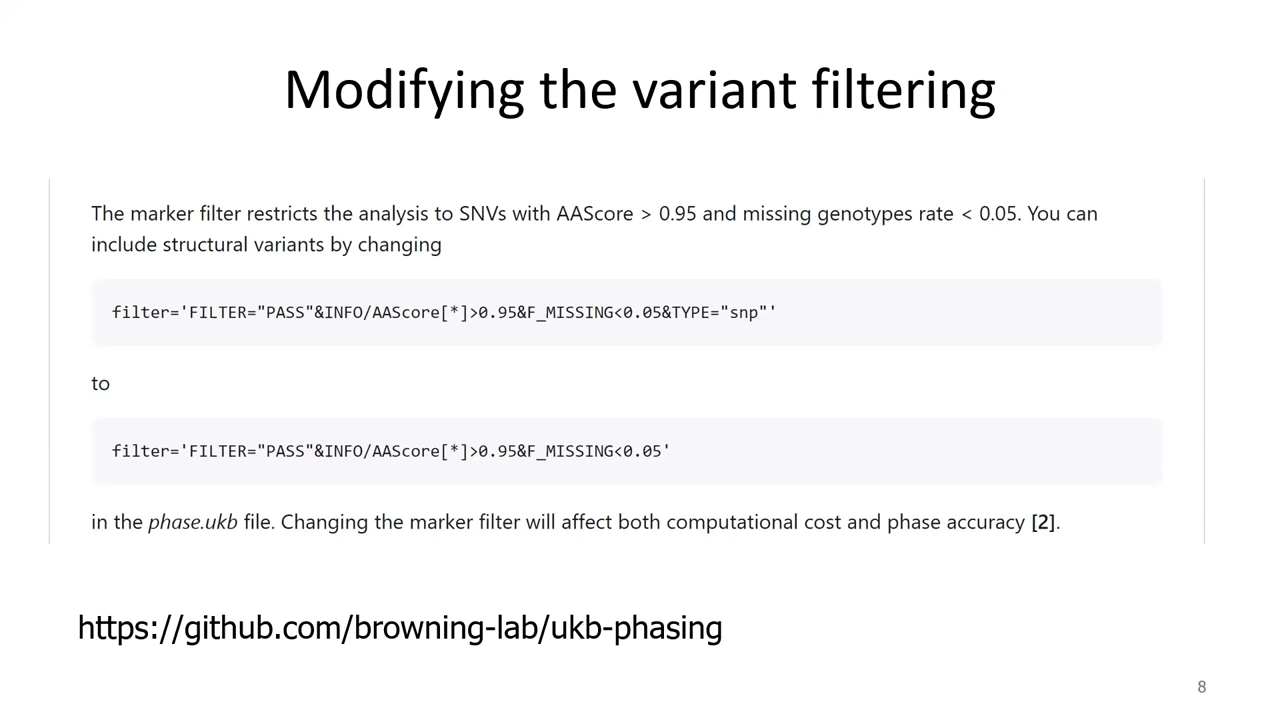 Modifying the variant filtering
The marker filter restricts the analysis to SNVs with AAScore > 0.95 and missing genotypes rate < 0.05. You can
include structural variants by changing
filter='FILTER="PASS"&INFO/AAScore[*]>0.95&F_MISSING<0.05&TYPE="snp"'
to
filter='FILTER="PASS"&INFO/AAScore[*]>0.95&F_MISSING<0.05'
in the phase.ukb file. Changing the marker filter will affect both computational cost and phase accuracy [2].
https://github.com/browning-lab/ukb-phasing
8